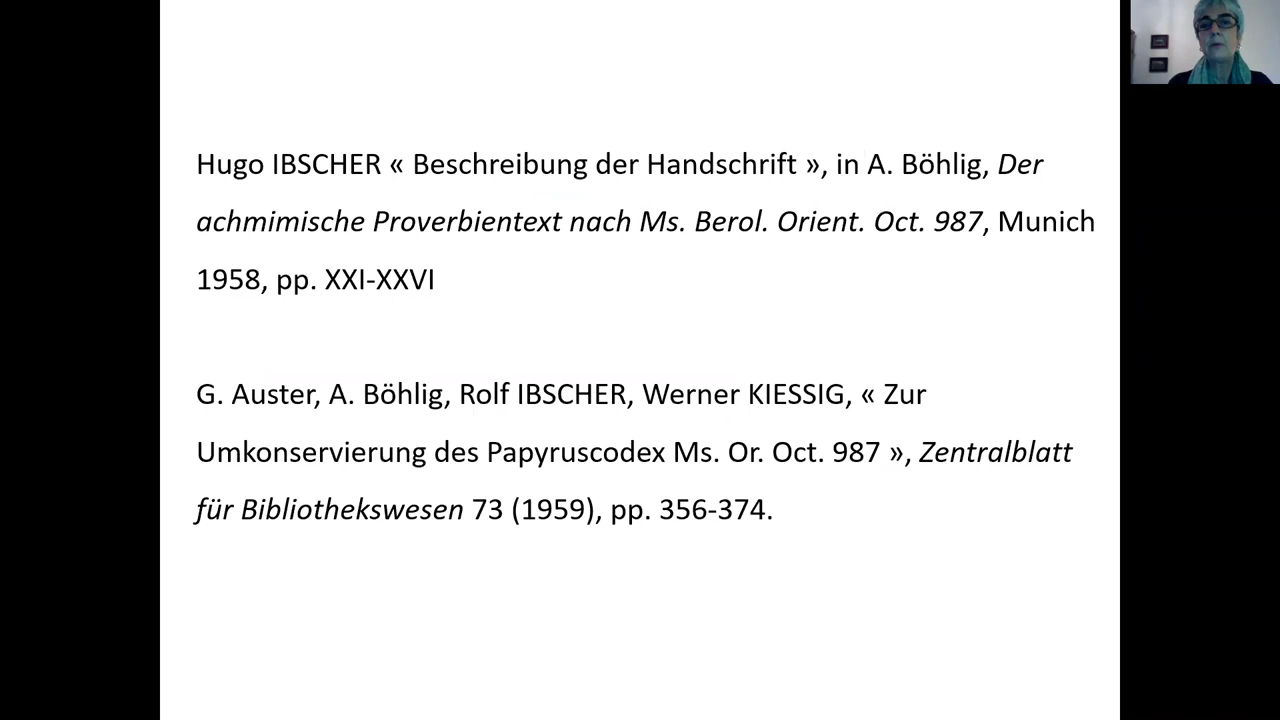 Hugo IBSCHER « Beschreibung der Handschrift », in A. Böhlig, Der
achmimische Proverbientext nach Ms. Berol. Orient. Oct. 987, Munich
1958, pp. XXI-XXVI
G. Auster, A. Böhlig, Rolf IBSCHER, Werner KIESSIG, « Zur
Umkonservierung des Papyruscodex Ms. Or. Oct. 987 », Zentralblatt
für Bibliothekswesen 73 (1959), pp. 356-374.